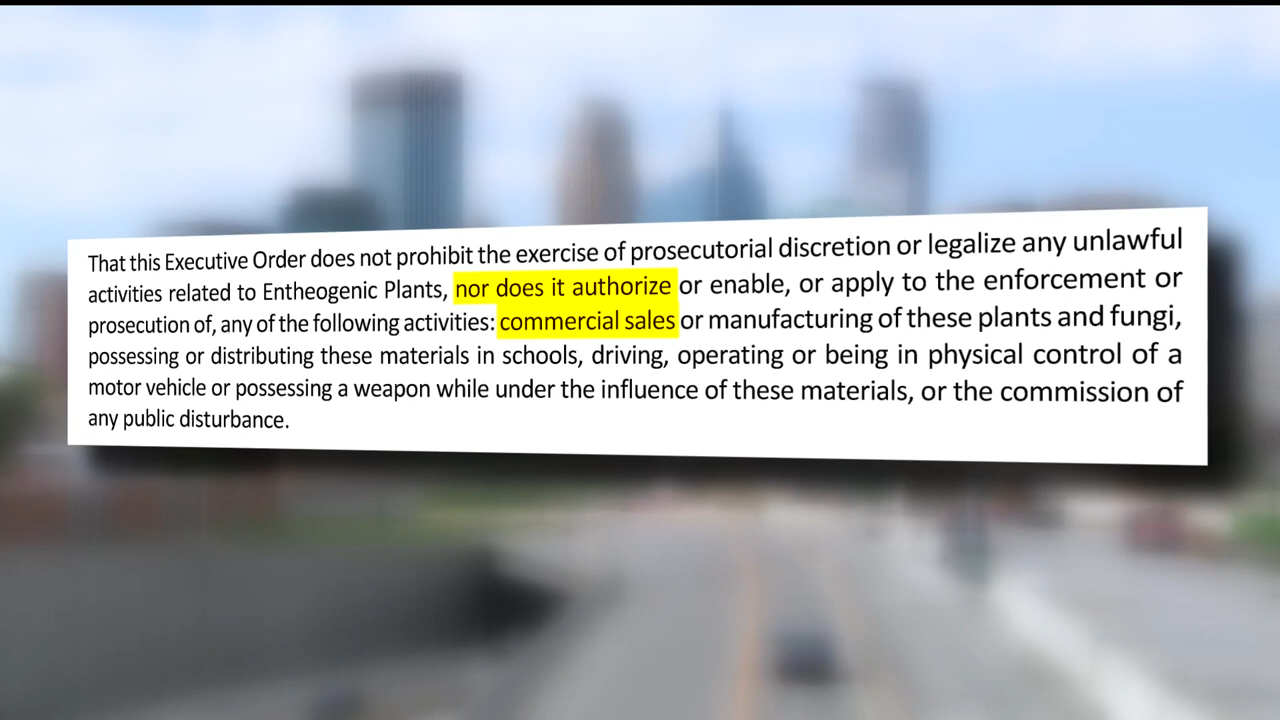 That this Executive Order does not prohibit the exercise of prosecutorial discretion or legalize any unlawful
activities related to Entheogenic Plants, nor does it authorize or enable, or apply to the enforcement or
prosecution of, any of the following activities: commercial sales or manufacturing of these plants and fungi,
possessing or distributing these materials in schools, driving, operating or being in physical control of a
motor vehicle or possessing a weapon while under the influence of these materials, or the commission of
any public disturbance.